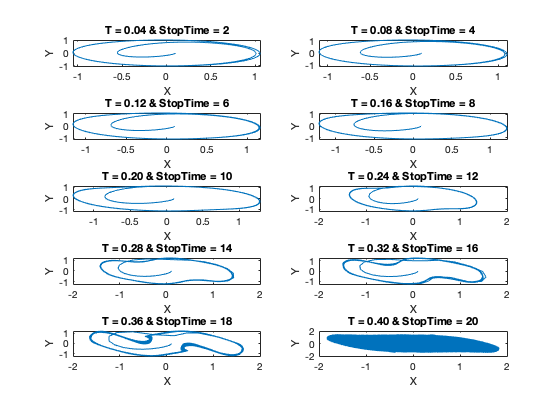 T = 0.04 & StopTime = 2
Y
1
0
-1
-1
-0.5
0
0.5
1
X
T = 0.08 & StopTime = 4
Y
1
0
-1
-1
-0.5
0
0.5
1
X
T = 0.12 & StopTime = 6
Y
1
0
-1
-1
-0.5
0
0.5
1
X
T = 0.16 & StopTime = 8
Y
1
0
-1
-1
-0.5
0
0.5
1
X
T = 0.20 & StopTime = 10
Y
1
0
-1
-1
-0.5
0
0.5
1
X
T = 0.24 & StopTime = 12
Y
1
0
-1
-2
-1
0
1
2
X
T = 0.28 & StopTime = 14
Y
1
0
-1
-2
-1
0
1
2
X
T = 0.32 & StopTime = 16
Y
1
0
-1
-2
-1
0
1
2
X
T = 0.36 & StopTime = 18
Y
1
0
-1
-2
-1
0
1
2
X
T = 0.40 & StopTime = 20
Y
2
0
-2
-2
-1
0
1
2
X